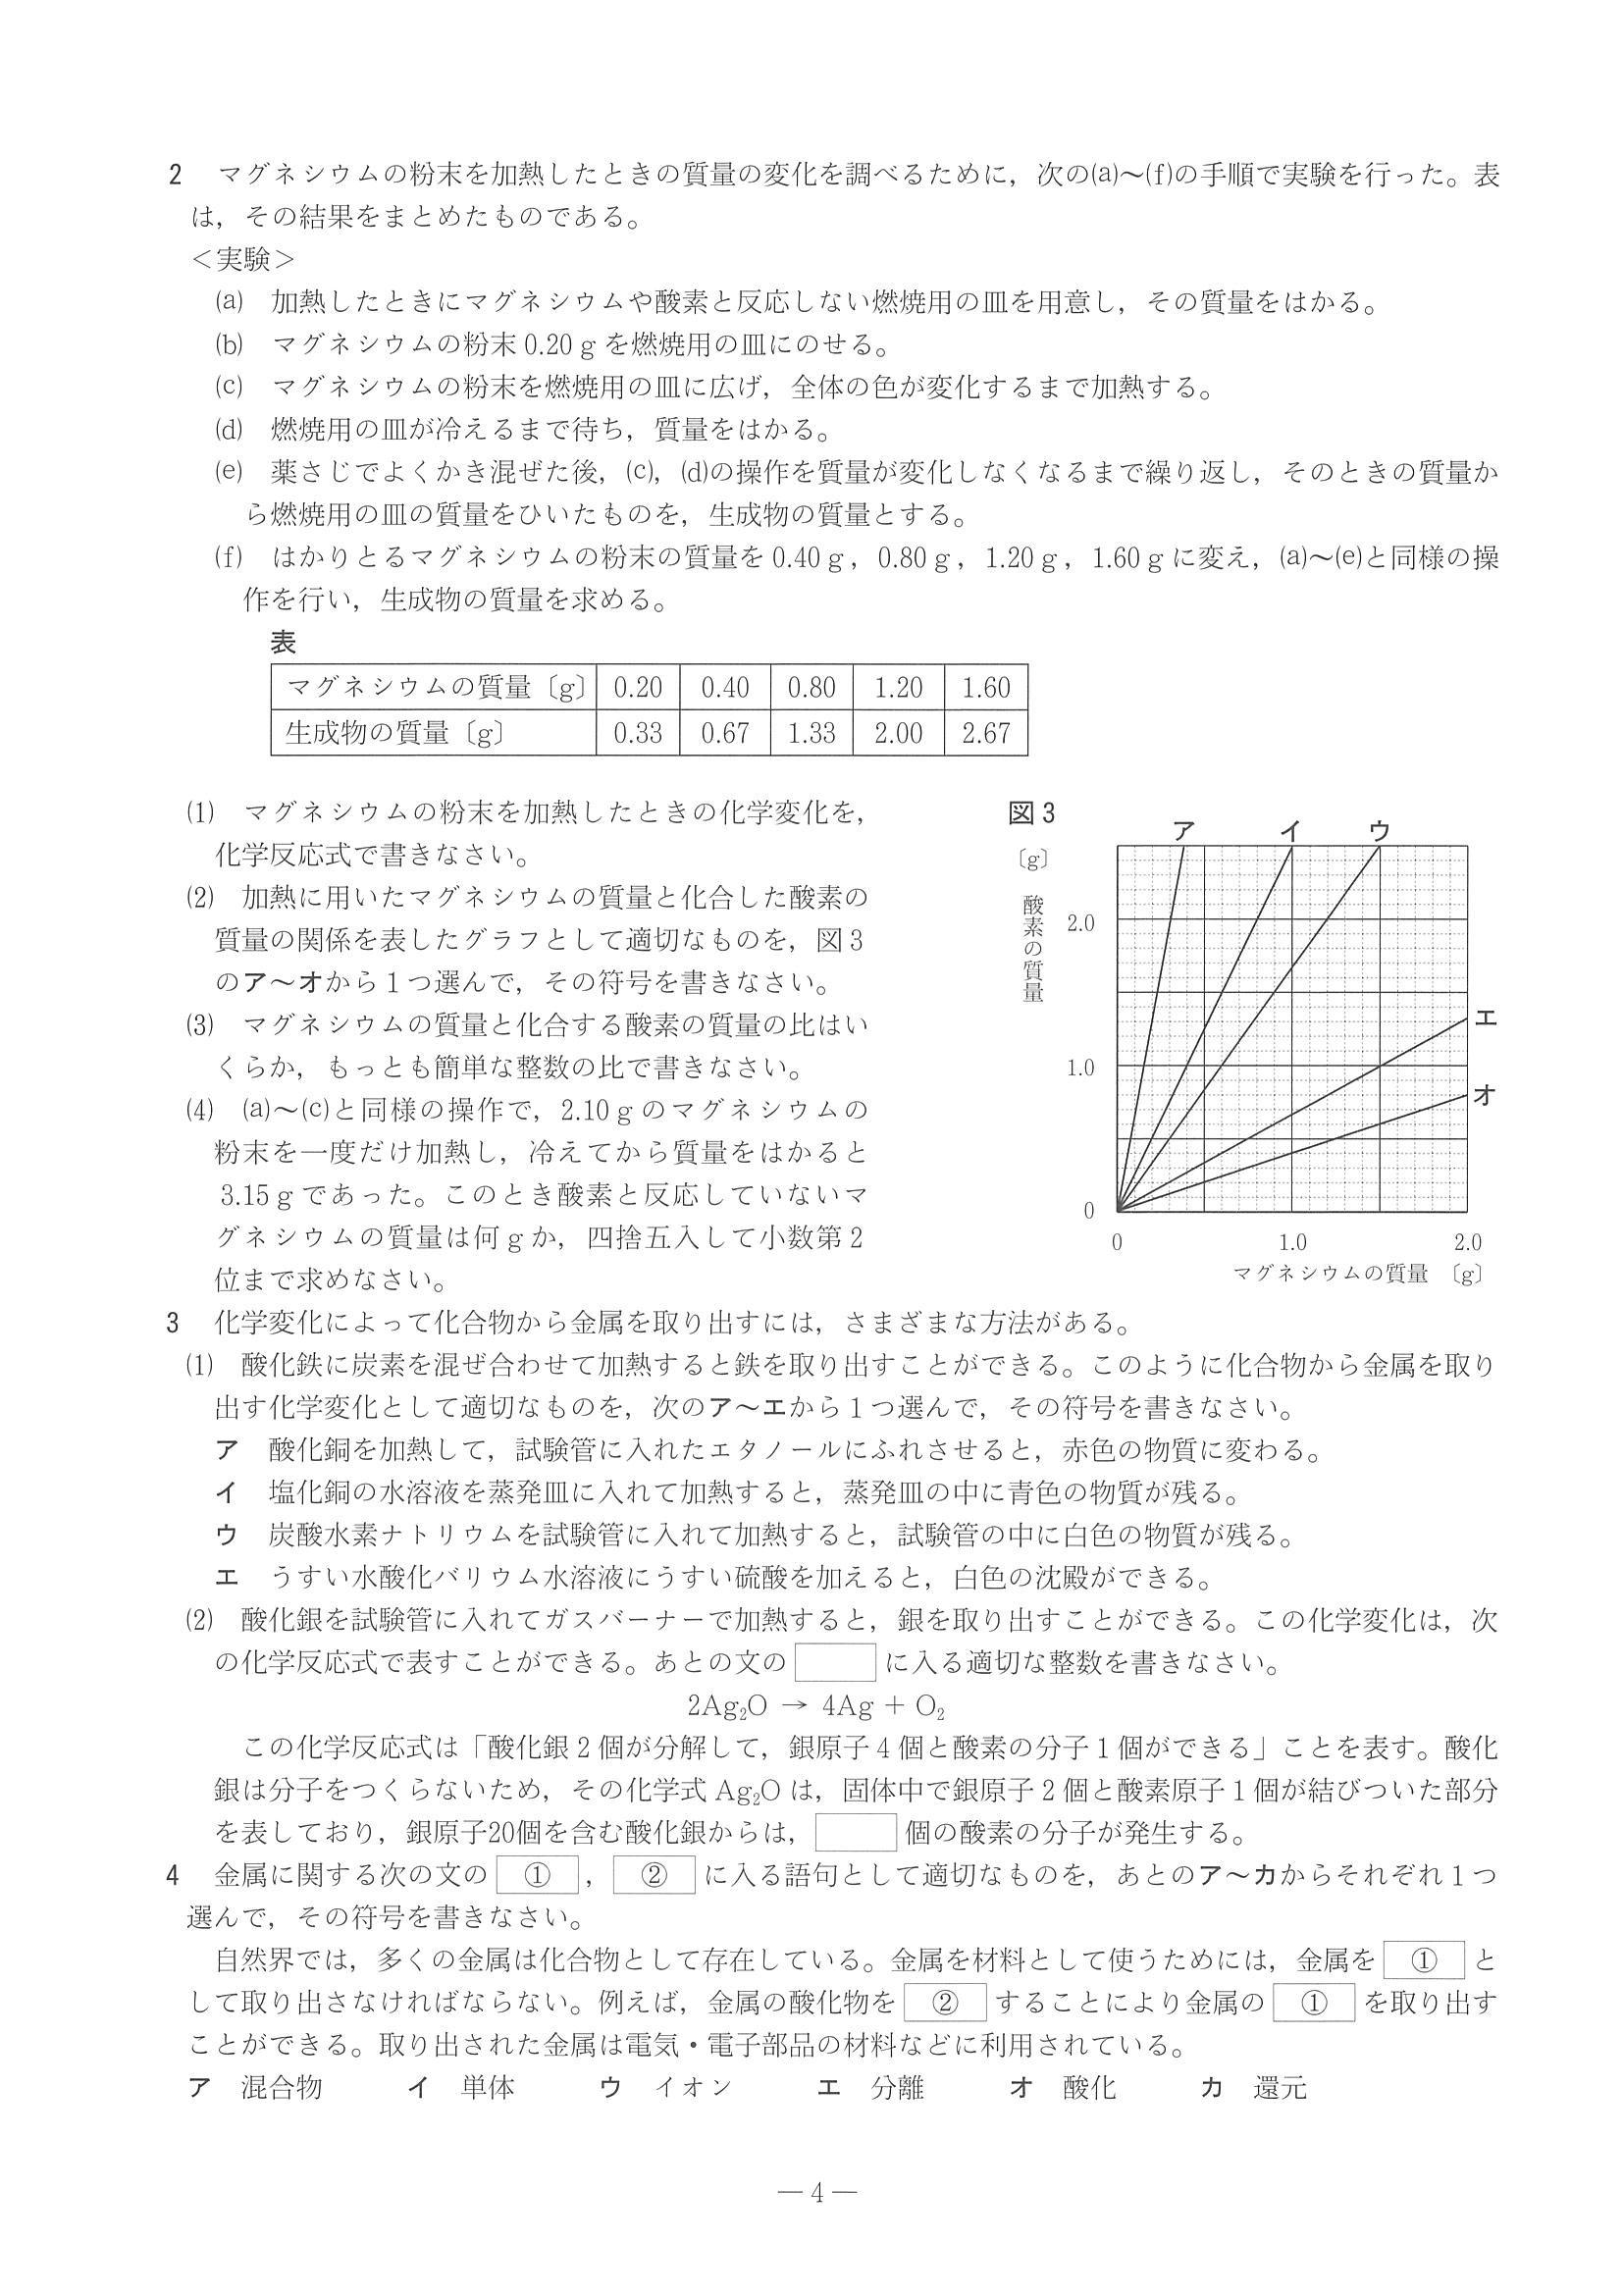 2　マグネシウムの粉末を加熱したときの質量の変化を調べるために，次の(a)～(f)の手順で実験を行った。表
は，その結果をまとめたものである。
＜実験＞
(a)　加熱したときにマグネシウムや酸素と反応しない燃焼用の皿を用意し，その質量をはかる。
(b)　マグネシウムの粉末 0.20 g を燃焼用の皿にのせる。
(c)　マグネシウムの粉末を燃焼用の皿に広げ，全体の色が変化するまで加熱する。
(d)　燃焼用の皿が冷えるまで待ち，質量をはかる。
(e)　薬さじでよくかき混ぜた後，(c)，(d)の操作を質量が変化しなくなるまで繰り返し，そのときの質量か
ら燃焼用の皿の質量をひいたものを，生成物の質量とする。
(f)　はかりとるマグネシウムの粉末の質量を 0.40 g，0.80 g，1.20 g，1.60 g に変え，(a)～(e)と同様の操
作を行い，生成物の質量を求める。
表
マグネシウムの質量〔g〕 0.20 0.40 0.80 1.20 1.60
生成物の質量〔g〕 0.33 0.67 1.33 2.00 2.67
(1)　マグネシウムの粉末を加熱したときの化学変化を，
化学反応式で書きなさい。
(2)　加熱に用いたマグネシウムの質量と化合した酸素の
質量の関係を表したグラフとして適切なものを，図3
のア～オから1つ選んで，その符号を書きなさい。
(3)　マグネシウムの質量と化合する酸素の質量の比はい
くらか，もっとも簡単な整数の比で書きなさい。
(4)　(a)～(c)と同様の操作で，2.10 g のマグネシウムの
粉末を一度だけ加熱し，冷えてから質量をはかると
3.15 g であった。このとき酸素と反応していないマ
グネシウムの質量は何 g か，四捨五入して小数第2
位まで求めなさい。
図3
ア イ ウ
〔g〕
酸素の質量
2.0
1.0
0
エ
オ
0 1.0 2.0
マグネシウムの質量　〔g〕
3　化学変化によって化合物から金属を取り出すには，さまざまな方法がある。
(1)　酸化鉄に炭素を混ぜ合わせて加熱すると鉄を取り出すことができる。このように化合物から金属を取り
出す化学変化として適切なものを，次のア～エから1つ選んで，その符号を書きなさい。
ア　酸化銅を加熱して，試験管に入れたエタノールにふれさせると，赤色の物質に変わる。
イ　塩化銅の水溶液を蒸発皿に入れて加熱すると，蒸発皿の中に青色の物質が残る。
ウ　炭酸水素ナトリウムを試験管に入れて加熱すると，試験管の中に白色の物質が残る。
エ　うすい水酸化バリウム水溶液にうすい硫酸を加えると，白色の沈殿ができる。
(2)　酸化銀を試験管に入れてガスバーナーで加熱すると，銀を取り出すことができる。この化学変化は，次
の化学反応式で表すことができる。あとの文の　　に入る適切な整数を書きなさい。
2Ag₂O → 4Ag + O₂
この化学反応式は「酸化銀2個が分解して，銀原子4個と酸素の分子1個ができる」ことを表す。酸化
銀は分子をつくらないため，その化学式 Ag₂O は，固体中で銀原子2個と酸素原子1個が結びついた部分
を表しており，銀原子20個を含む酸化銀からは，　　個の酸素の分子が発生する。
4　金属に関する次の文の ① ， ② に入る語句として適切なものを，あとのア～カからそれぞれ1つ
選んで，その符号を書きなさい。
自然界では，多くの金属は化合物として存在している。金属を材料として使うためには，金属を ① と
して取り出さなければならない。例えば，金属の酸化物を ② することにより金属の ① を取り出す
ことができる。取り出された金属は電気・電子部品の材料などに利用されている。
ア　混合物　イ　単体　ウ　イオン　エ　分離　オ　酸化　カ　還元
— 4 —